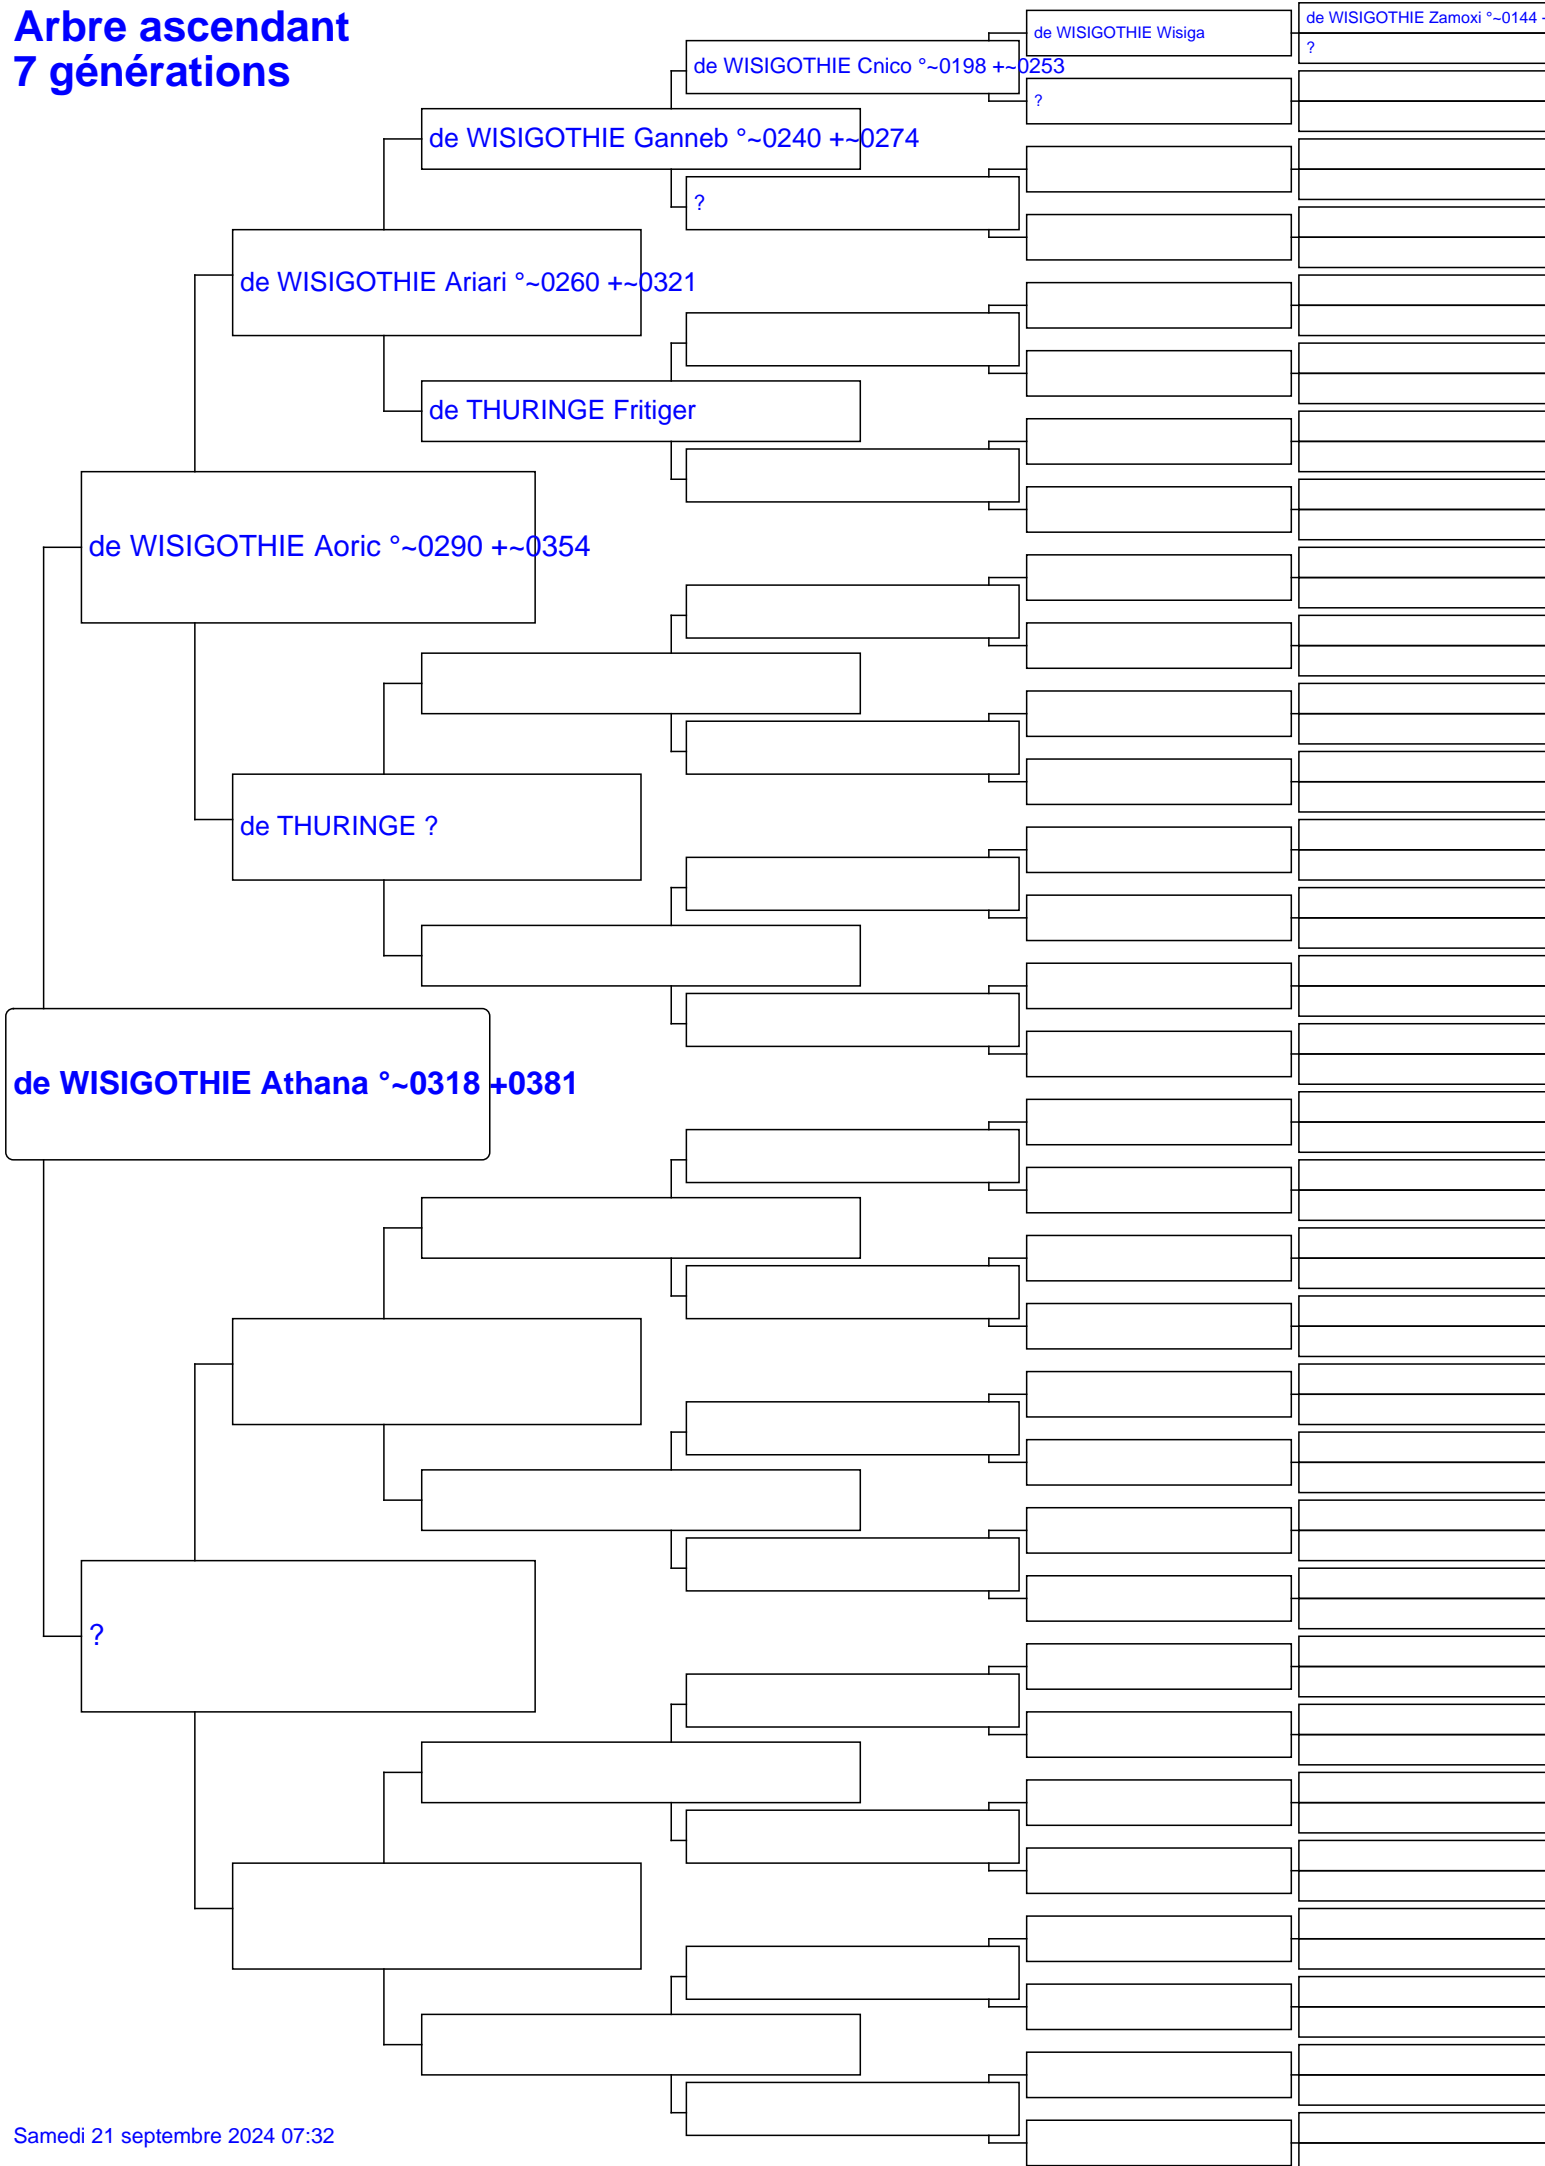 Arbre ascendant
7 générations
de WISIGOTHIE Zamoxi °~0144
?
de WISIGOTHIE Wisiga
?
de WISIGOTHIE Cnico °~0198 +~0253
?
de WISIGOTHIE Ganneb °~0240 +~0274
de WISIGOTHIE Ariari °~0260 +~0321
de THURINGE Fritiger
de WISIGOTHIE Aoric °~0290 +~0354
de THURINGE ?
de WISIGOTHIE Athana °~0318 +0381
?
Samedi 21 septembre 2024 07:32